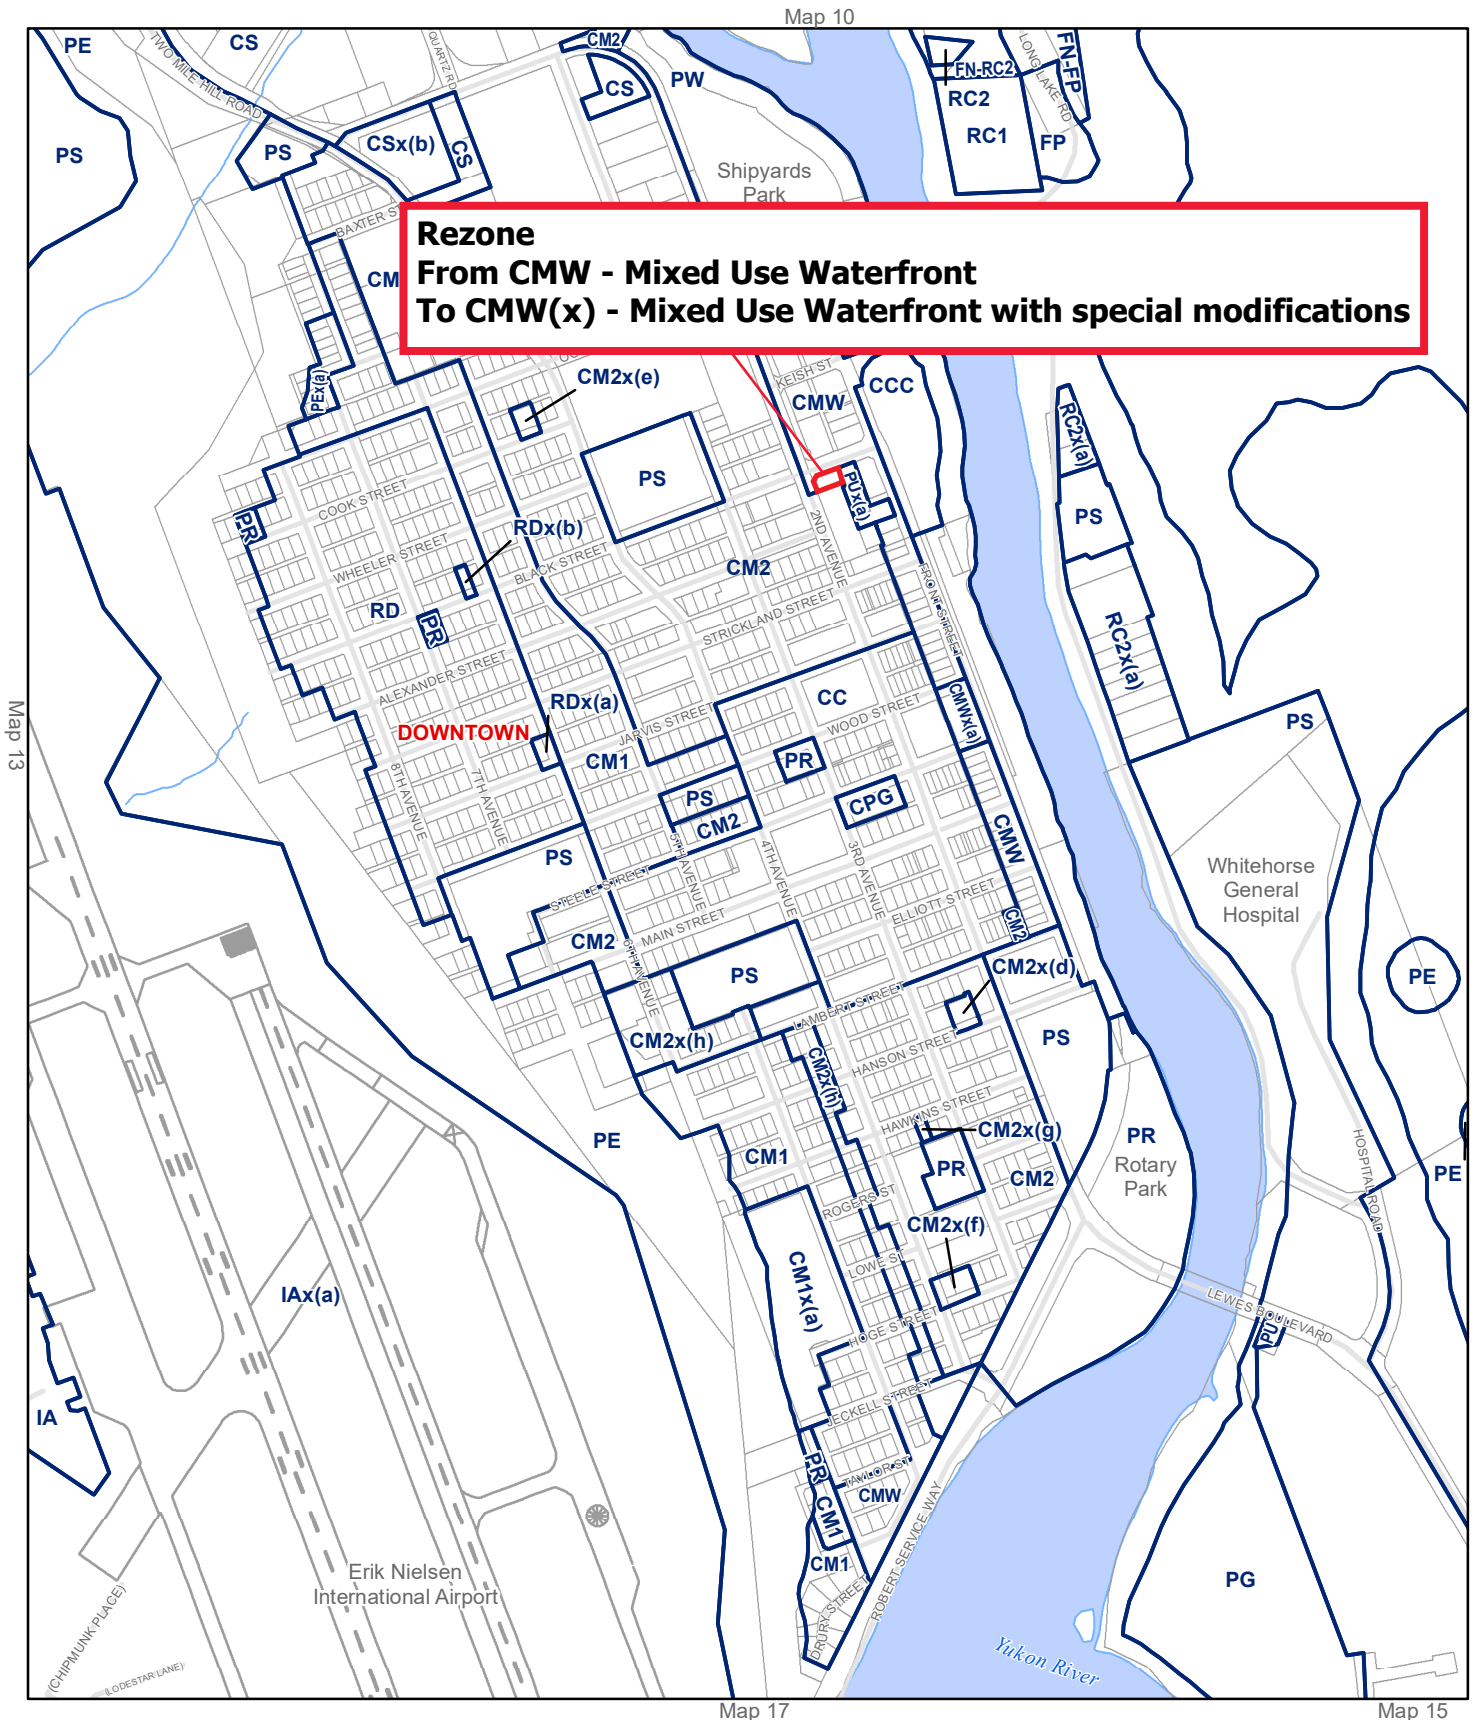 Map 10
PE
CS
TWO MILE HILL ROAD
QUARTZ RD
CM2
CS
PW
FN-RC2
LONG LAKE RD
FN-FP
RC2
RC1
FP
PS
PS
CSx(b)
CS
Shipyards
Park
BAXTER ST
Rezone
From CMW - Mixed Use Waterfront
To CMW(x) - Mixed Use Waterfront with special modifications
CM
PEx(a)
CM2x(e)
KEISH ST
CMW
CCC
RC2x(a)
PS
PS
PUx(a)
COOK STREET
PR
RDx(b)
2ND AVENUE
WHEELER STREET
BLACK STREET
CM2
FRONT STREET
RD
PR
STRICKLAND STREET
RC2x(a)
ALEXANDER STREET
RDx(a)
CC
CMWx(a)
Map 13
DOWNTOWN
JARVIS STREET
WOOD STREET
PS
CM1
PR
8TH AVENUE
7TH AVENUE
PS
CPG
CM2
CMW
PS
5TH AVENUE
4TH AVENUE
3RD AVENUE
STEELE STREET
ELLIOTT STREET
Whitehorse
General
Hospital
CM2
MAIN STREET
6TH AVENUE
CM2
PS
CM2x(d)
PE
LAMBERT STREET
CM2x(h)
CM2x(h)
HANSON STREET
PS
HAWKINS STREET
CM2x(g)
PE
CM1
PR
CM2
PR
Rotary
Park
HOSPITAL ROAD
PE
ROGERS ST
CM2x(f)
CM1x(a)
LOWE ST
IAx(a)
HOGE STREET
LEWES BOULEVARD
PU
IA
JECKELL STREET
PR
TAYLOR ST
CMW
CM1
CM1
ROBERT SERVICE WAY
DRURY STREET
Erik Nielsen
International Airport
PG
(CHIPMUNK PLACE)
(LODESTAR LANE)
Yukon River
Map 17
Map 15